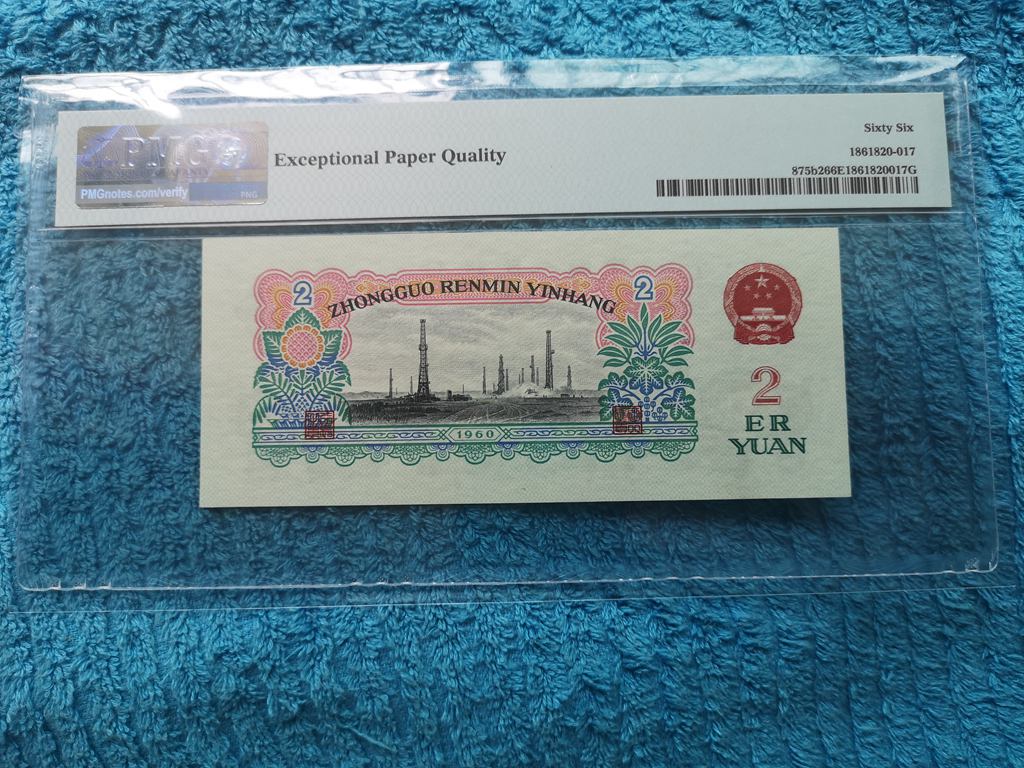 PMG
PMGnotes.com/verify
PNG
Exceptional Paper Quality
Sixty Six
1861820-017
875b266E1861820017G
2
ZHONGGUO RENMIN YINHANG
2
1960
2
ER
YUAN